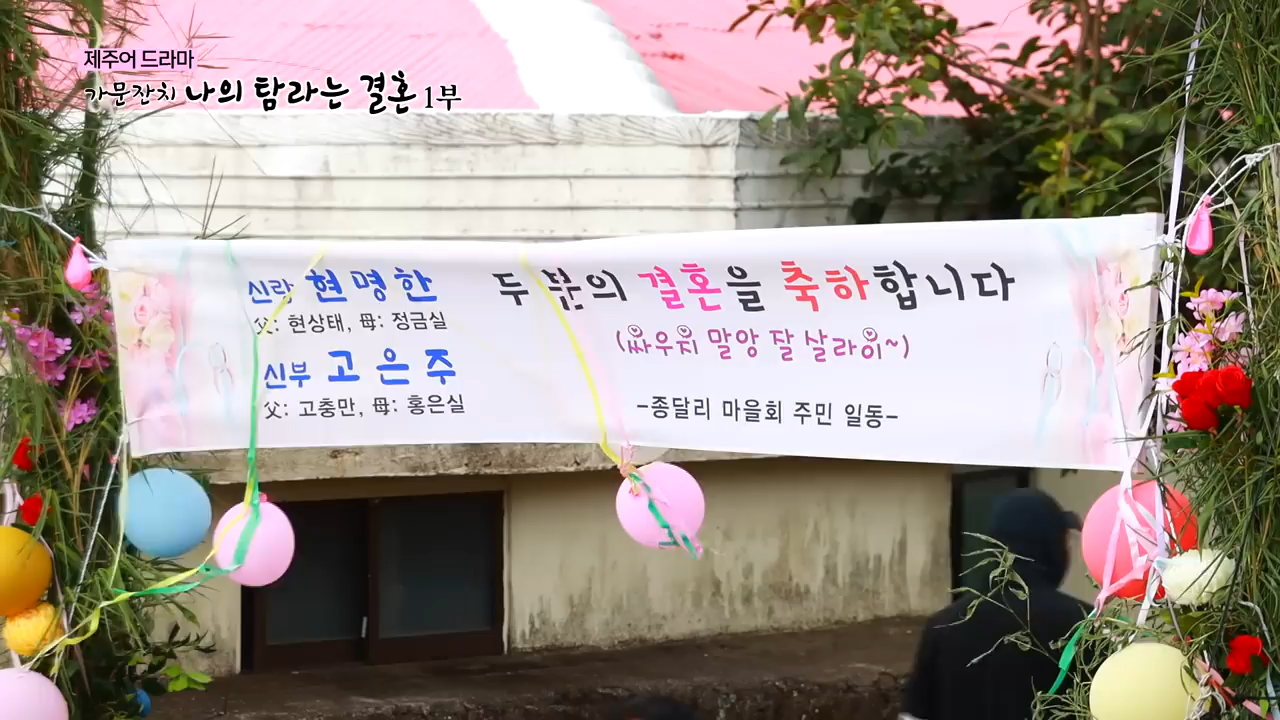 제주어 드라마
가문잔치 나의 탐라는 결혼 1부
신랑 현명한
父: 현상태, 母: 정금실
신부 고은주
父: 고충만, 母: 홍은실
두 분의 결혼을 축하합니다
(싸우지 말앙 잘 살라이~)
-종달리 마을회 주민 일동-